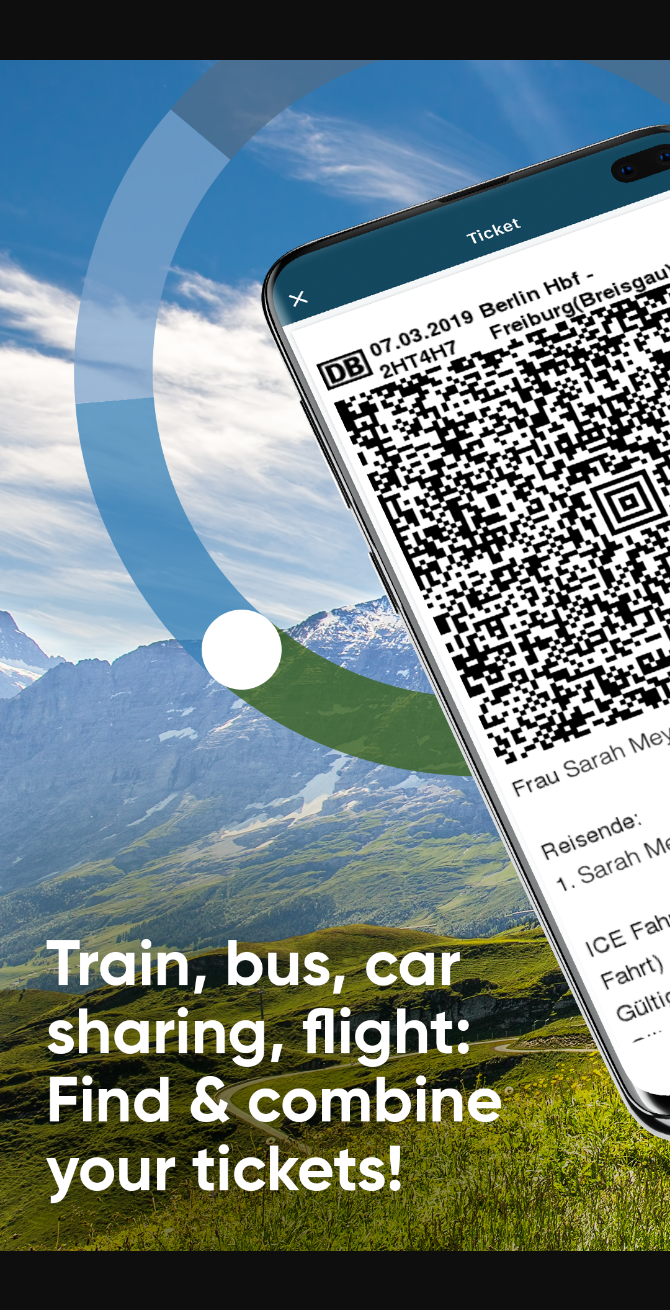 Ticket
DB 07.03.2019 Berlin Hbf -
2HT4H7 Freiburg(Breisgau)
Frau Sarah Mey
Reisende:
1. Sarah Me
ICE Fah
Fahrt)
Gültig
Train, bus, car
sharing, flight:
Find & combine
your tickets!